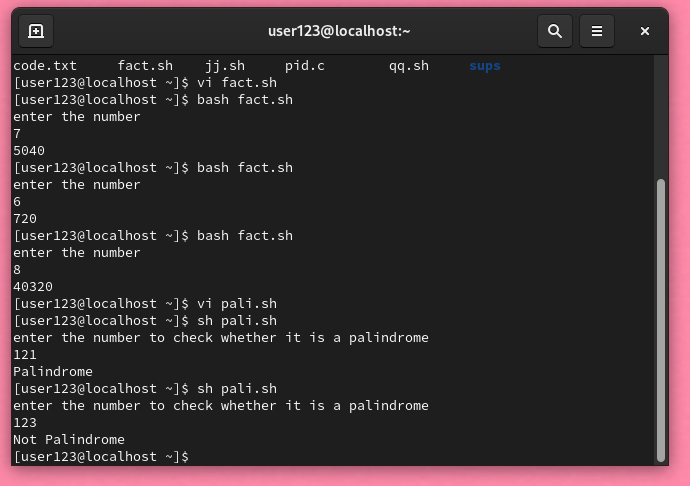 user123@localhost:~
code.txt     fact.sh    jj.sh     pid.c        qq.sh     sups
[user123@localhost ~]$ vi fact.sh
[user123@localhost ~]$ bash fact.sh
enter the number
7
5040
[user123@localhost ~]$ bash fact.sh
enter the number
6
720
[user123@localhost ~]$ bash fact.sh
enter the number
8
40320
[user123@localhost ~]$ vi pali.sh
[user123@localhost ~]$ sh pali.sh
enter the number to check whether it is a palindrome
121
Palindrome
[user123@localhost ~]$ sh pali.sh
enter the number to check whether it is a palindrome
123
Not Palindrome
[user123@localhost ~]$